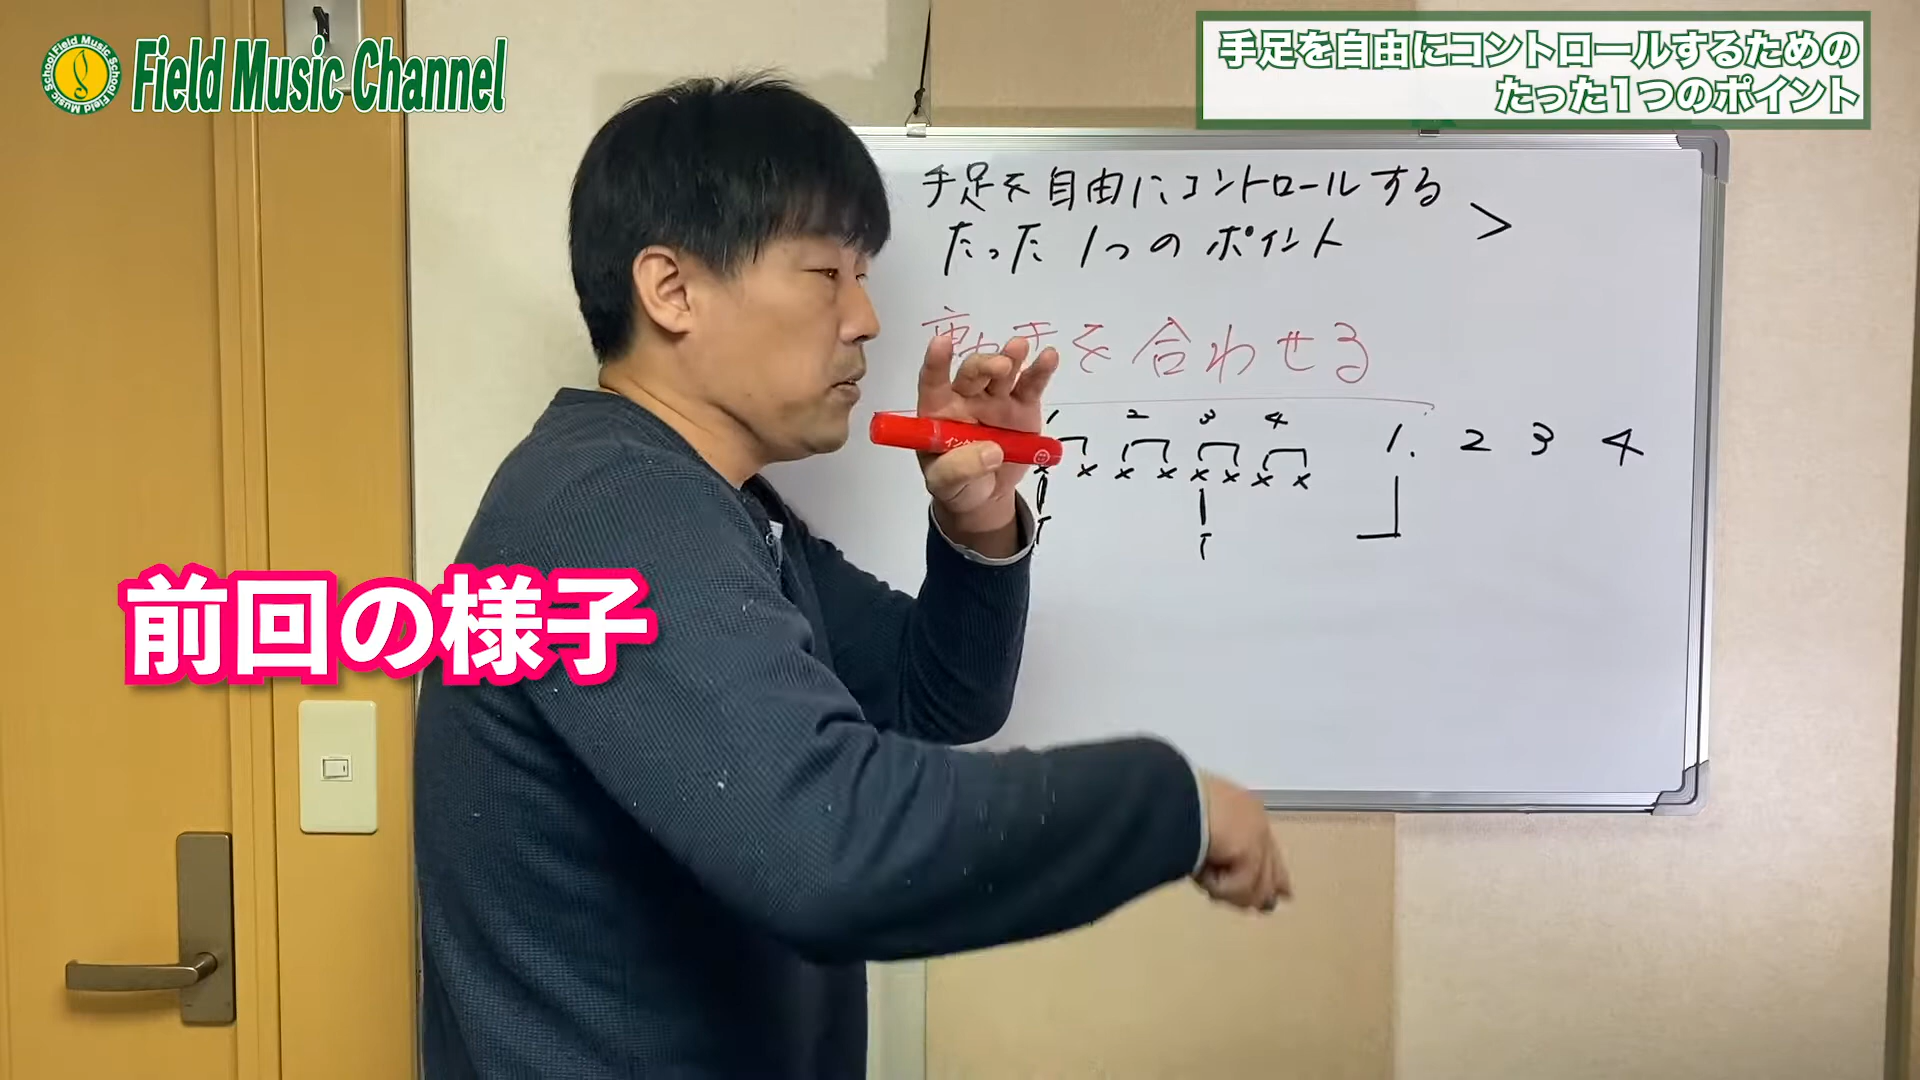 Field Music Channel
手足を自由にコントロールするための
たった1つのポイント
手足を自由にコントロールする
たった1つのポイント
動きを合わせる
1 2 3 4
1. 2 3 4
前回の様子